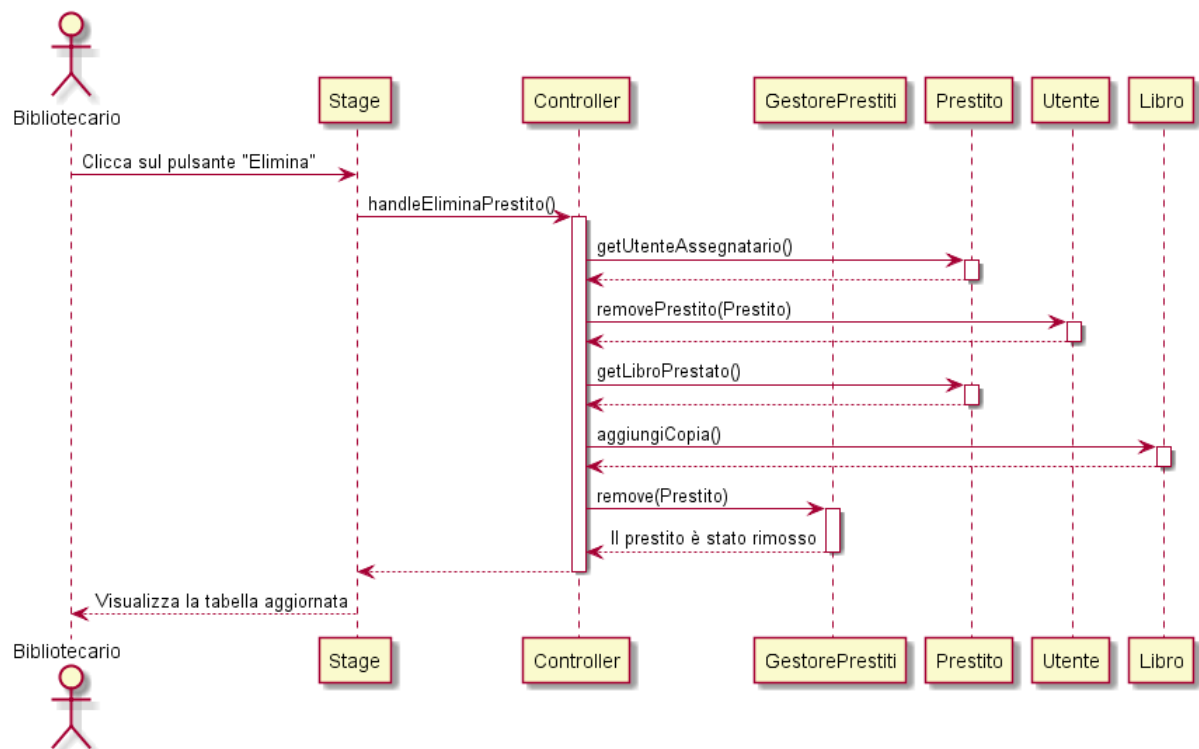 Bibliotecario
Stage
Controller
GestorePrestiti
Prestito
Utente
Libro
Clicca sul pulsante "Elimina"
handleEliminaPrestito()
getUtenteAssegnatario()
removePrestito(Prestito)
getLibroPrestato()
aggiungiCopia()
remove(Prestito)
Il prestito è stato rimosso
Visualizza la tabella aggiornata
Bibliotecario
Stage
Controller
GestorePrestiti
Prestito
Utente
Libro